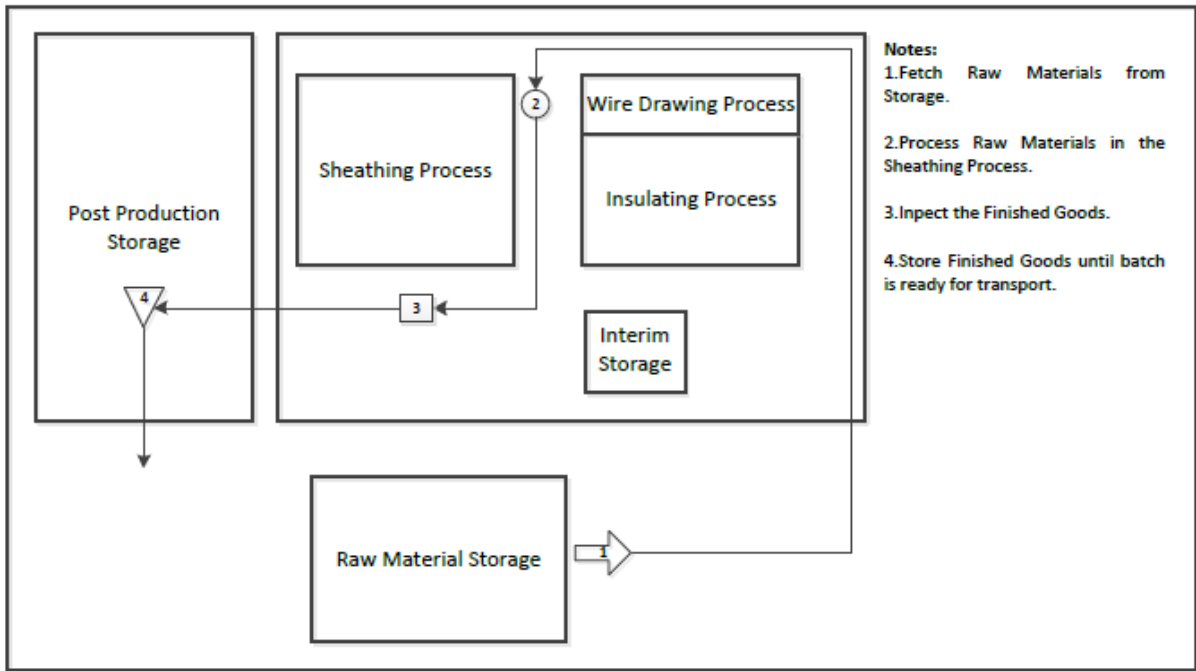 Post Production
Storage
4
Sheathing Process
2
Wire Drawing Process
Insulating Process
3
Interim
Storage
Raw Material Storage
1
Notes:
1.Fetch Raw Materials from
Storage.
2.Process Raw Materials in the
Sheathing Process.
3.Inpect the Finished Goods.
4.Store Finished Goods until batch
is ready for transport.